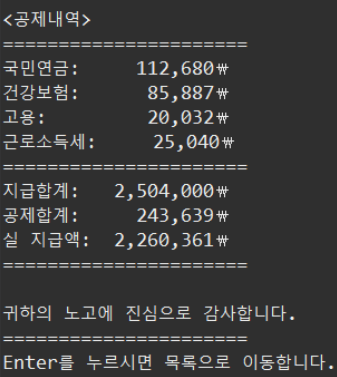 <공제내역>
======================
국민연금: 112,680₩
건강보험: 85,887₩
고용: 20,032₩
근로소득세: 25,040₩
======================
지급합계: 2,504,000₩
공제합계: 243,639₩
실 지급액: 2,260,361₩
======================
귀하의 노고에 진심으로 감사합니다.
======================
Enter를 누르시면 목록으로 이동합니다.